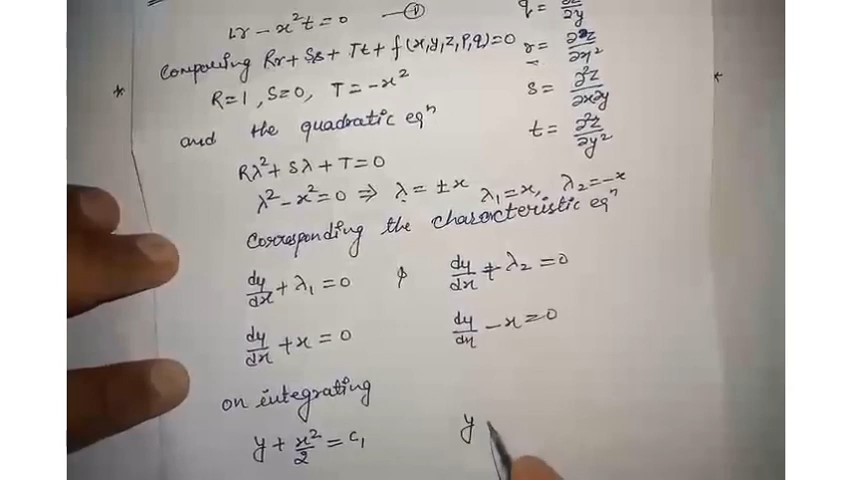 r - x²t = 0 —①
q = ∂z/∂y
Comparing Rr + Ss + Tt + f(x,y,z,p,q) = 0
r = ∂²z/∂x²
R = 1, S = 0, T = -x²
s = ∂²z/∂x∂y
and the quadratic eqⁿ
t = ∂²z/∂y²
Rλ² + Sλ + T = 0
λ² - x² = 0 ⇒ λ = ±x λ₁ = x, λ₂ = -x
Corresponding the characteristic eqⁿ
dy/dx + λ₁ = 0 & dy/dx + λ₂ = 0
dy/dx + x = 0 dy/dx - x = 0
on integrating
y + x²/2 = c₁ y